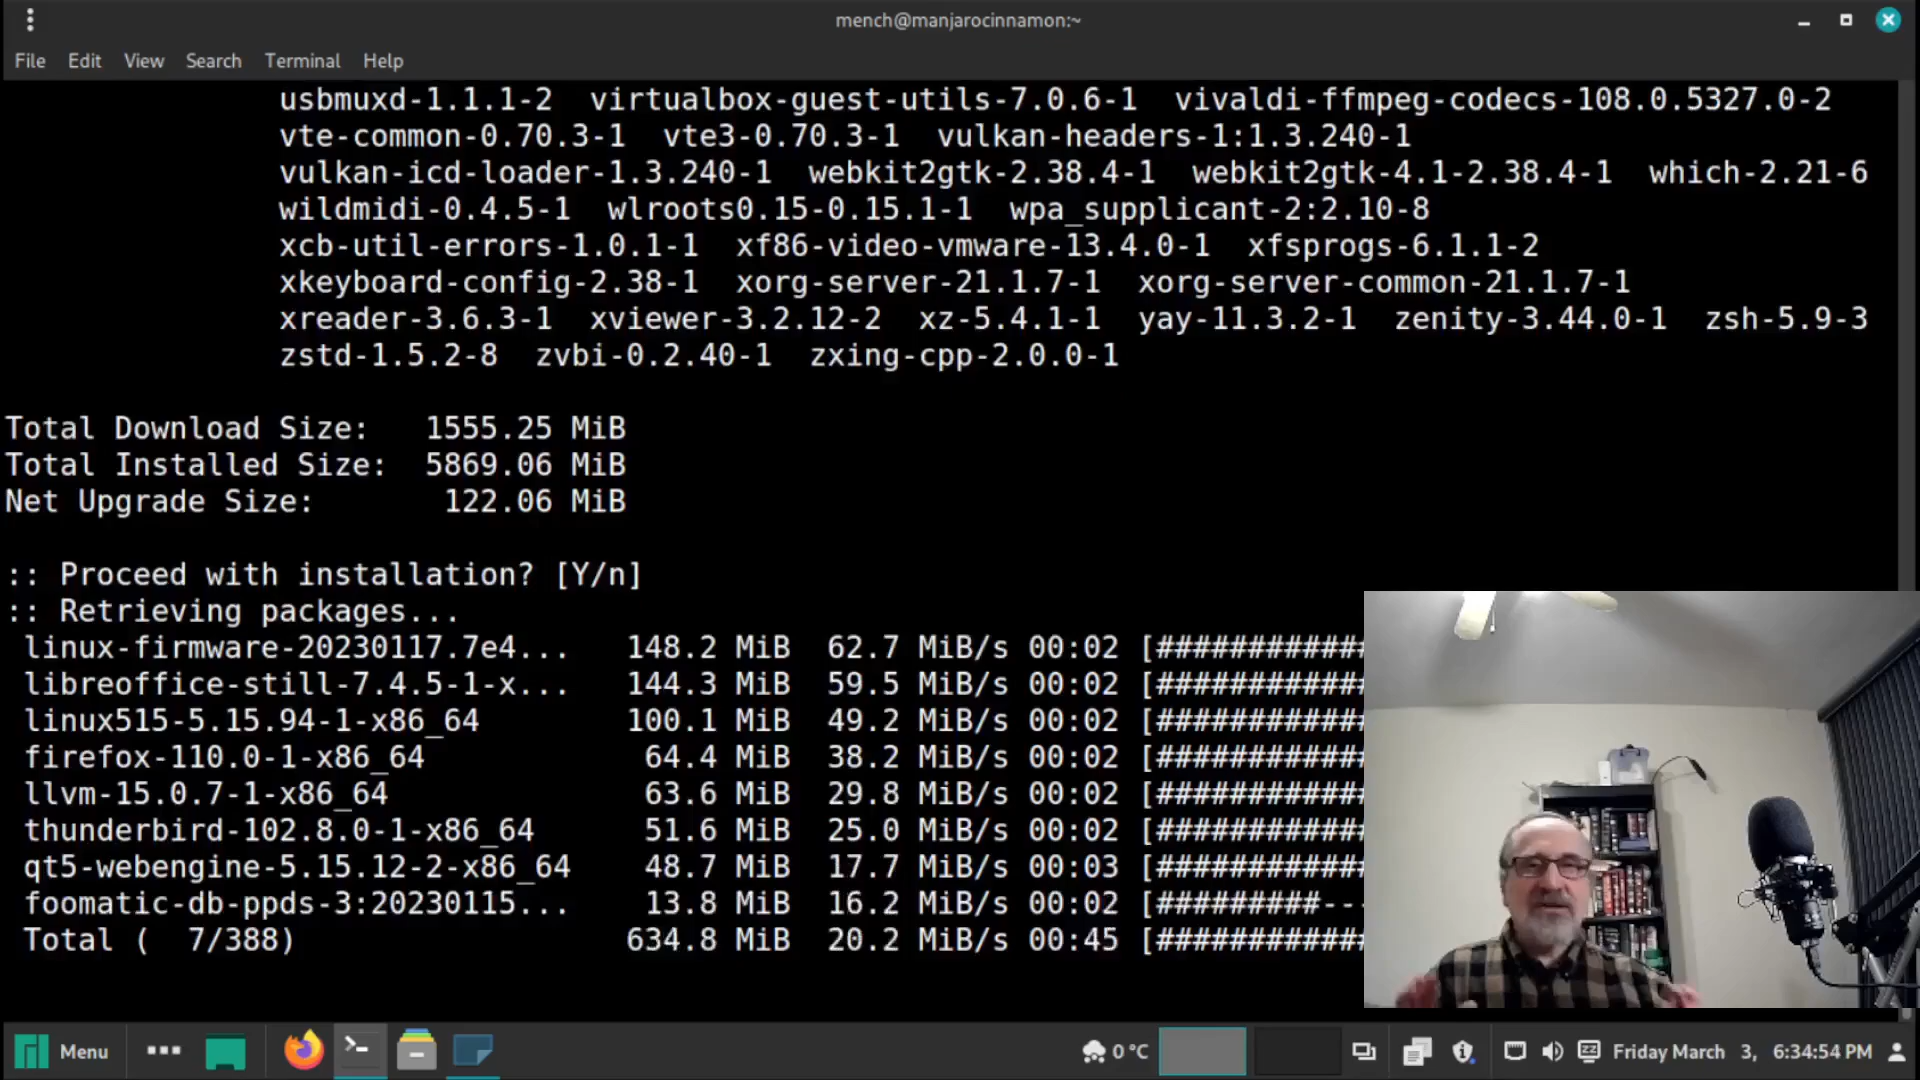 mench@manjarocinnamon:~
File Edit View Search Terminal Help
usbmuxd-1.1.1-2 virtualbox-guest-utils-7.0.6-1 vivaldi-ffmpeg-codecs-108.0.5327.0-2
vte-common-0.70.3-1 vte3-0.70.3-1 vulkan-headers-1:1.3.240-1
vulkan-icd-loader-1.3.240-1 webkit2gtk-2.38.4-1 webkit2gtk-4.1-2.38.4-1 which-2.21-6
wildmidi-0.4.5-1 wlroots0.15-0.15.1-1 wpa_supplicant-2:2.10-8
xcb-util-errors-1.0.1-1 xf86-video-vmware-13.4.0-1 xfsprogs-6.1.1-2
xkeyboard-config-2.38-1 xorg-server-21.1.7-1 xorg-server-common-21.1.7-1
xreader-3.6.3-1 xviewer-3.2.12-2 xz-5.4.1-1 yay-11.3.2-1 zenity-3.44.0-1 zsh-5.9-3
zstd-1.5.2-8 zvbi-0.2.40-1 zxing-cpp-2.0.0-1
Total Download Size: 1555.25 MiB
Total Installed Size: 5869.06 MiB
Net Upgrade Size: 122.06 MiB
:: Proceed with installation? [Y/n]
:: Retrieving packages...
linux-firmware-20230117.7e4... 148.2 MiB 62.7 MiB/s 00:02 [############
libreoffice-still-7.4.5-1-x... 144.3 MiB 59.5 MiB/s 00:02 [############
linux515-5.15.94-1-x86_64 100.1 MiB 49.2 MiB/s 00:02 [############
firefox-110.0-1-x86_64 64.4 MiB 38.2 MiB/s 00:02 [############
llvm-15.0.7-1-x86_64 63.6 MiB 29.8 MiB/s 00:02 [############
thunderbird-102.8.0-1-x86_64 51.6 MiB 25.0 MiB/s 00:02 [############
qt5-webengine-5.15.12-2-x86_64 48.7 MiB 17.7 MiB/s 00:03 [############
foomatic-db-ppds-3:20230115... 13.8 MiB 16.2 MiB/s 00:02 [#########---
Total ( 7/388) 634.8 MiB 20.2 MiB/s 00:45 [############
Menu 0 °C Friday March 3, 6:34:54 PM